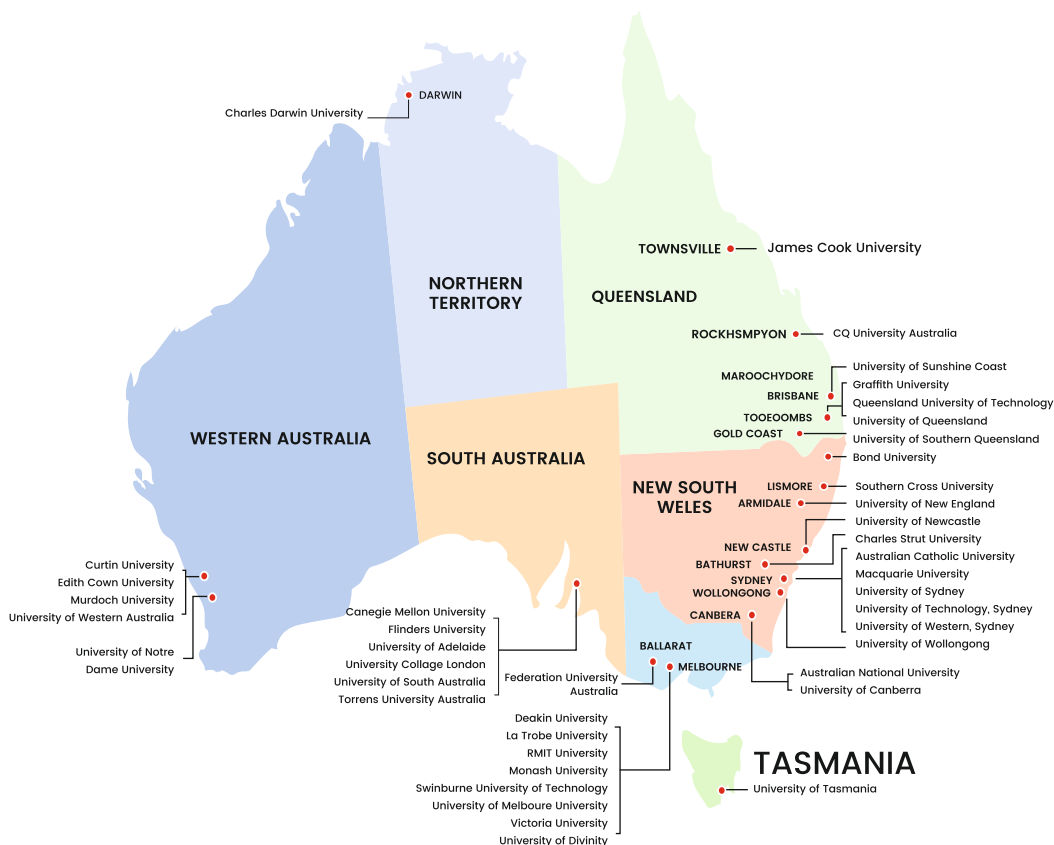 DARWIN
Charles Darwin University
TOWNSVILLE
James Cook University
NORTHERN
TERRITORY
QUEENSLAND
ROCKHSMPYON
CQ University Australia
MAROOCHYDORE
University of Sunshine Coast
BRISBANE
Graffith University
Queensland University of Technology
TOOEOOMBS
University of Queensland
GOLD COAST
University of Southern Queensland
WESTERN AUSTRALIA
SOUTH AUSTRALIA
Bond University
NEW SOUTH
WELES
LISMORE
Southern Cross University
ARMIDALE
University of New England
University of Newcastle
NEW CASTLE
Charles Strut University
BATHURST
Australian Catholic University
SYDNEY
Macquarie University
WOLLONGONG
University of Sydney
University of Technology, Sydney
CANBERA
University of Western, Sydney
University of Wollongong
Curtin University
Edith Cown University
Murdoch University
University of Western Australia
University of Notre
Dame University
Canegie Mellon University
Flinders University
University of Adelaide
University Collage London
University of South Australia
Torrens University Australia
BALLARAT
MELBOURNE
Federation University
Australia
Australian National University
University of Canberra
Deakin University
La Trobe University
RMIT University
Monash University
Swinburne University of Technology
University of Melboure University
Victoria University
University of Divinity
TASMANIA
University of Tasmania